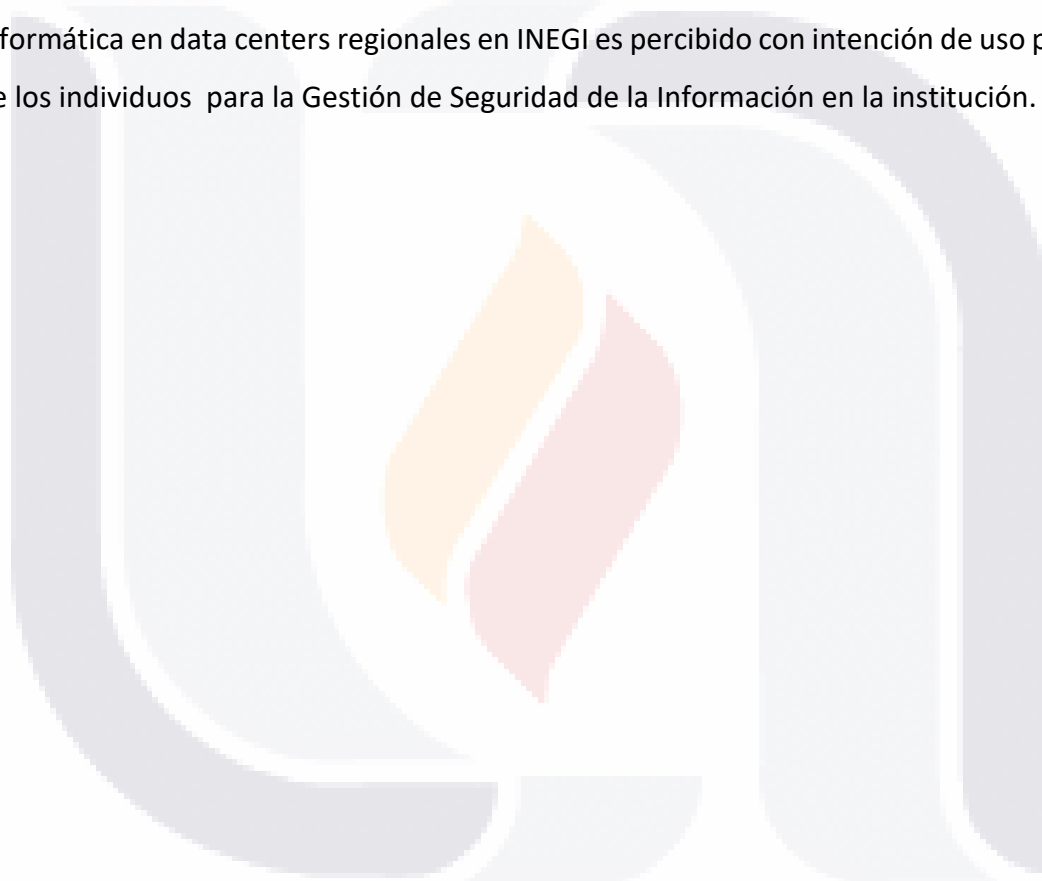 formática en data centers regionales en INEGI es percibido con intención de uso p
e los individuos para la Gestión de Seguridad de la Información en la institución.